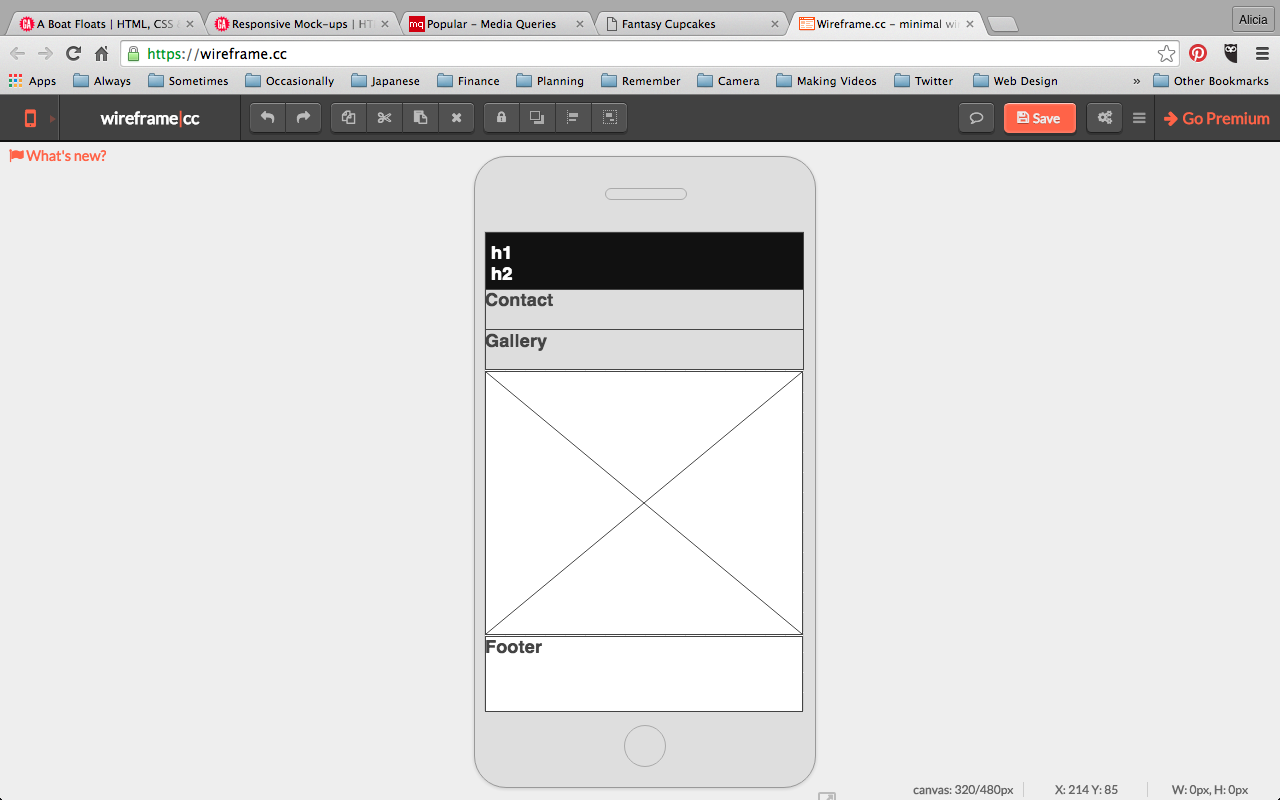 A Boat Floats | HTML, CSS
Responsive Mock-ups | HT
mq Popular – Media Queries
Fantasy Cupcakes
Wireframe.cc – minimal wi
Alicia
https://wireframe.cc
Apps Always Sometimes Occasionally Japanese Finance Planning Remember Camera Making Videos Twitter Web Design » Other Bookmarks
wireframe|cc
Save
Go Premium
What's new?
h1
h2
Contact
Gallery
Footer
canvas: 320/480px X: 214 Y: 85 W: 0px, H: 0px